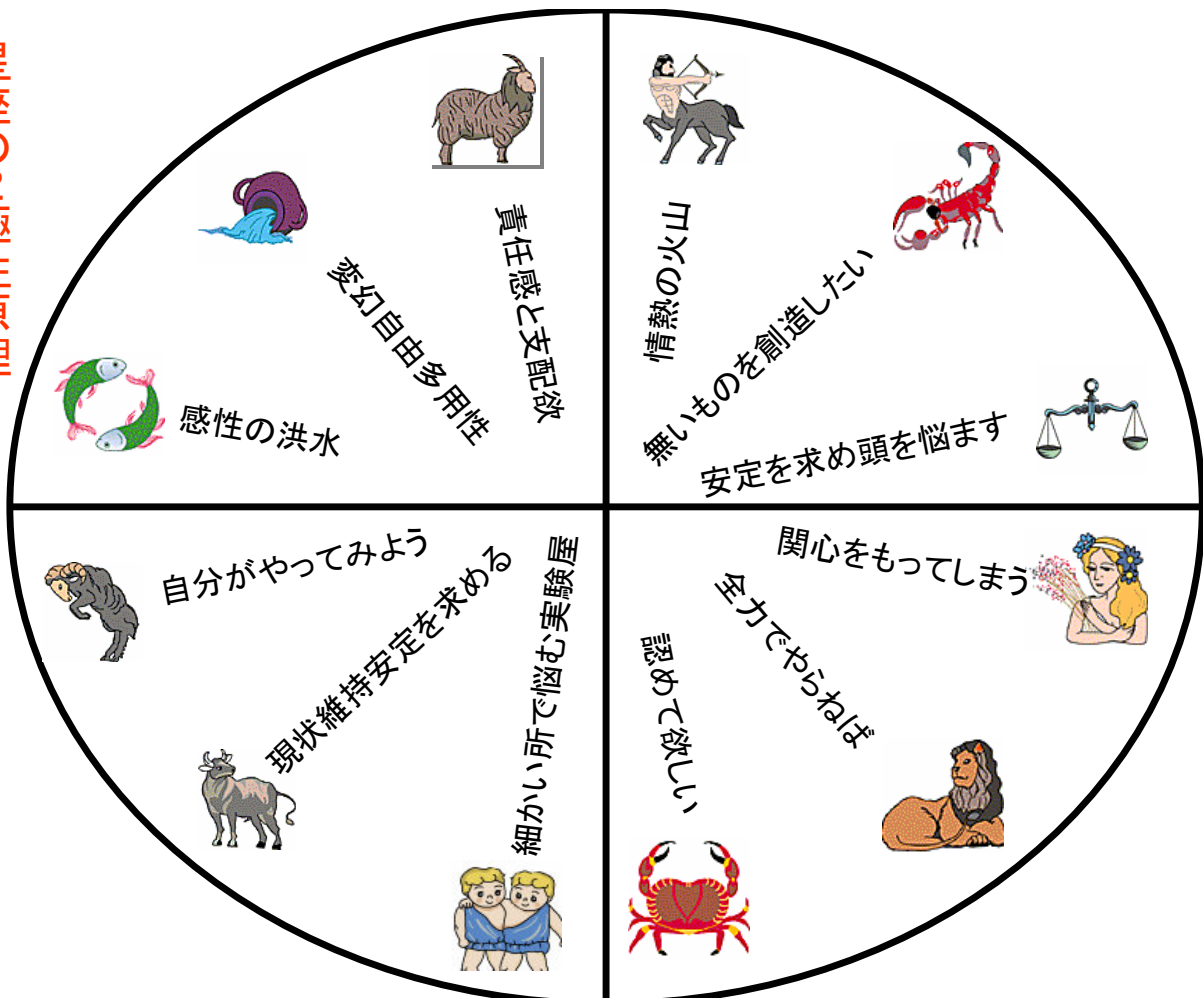 責任感と支配欲
変幻自由多用性
感性の洪水
情熱の火山
無いものを創造したい
安定を求め頭を悩ます
自分がやってみよう
現状維持安定を求める
細かい所で悩む実験屋
関心をもってしまう
全力でやらねば
認めて欲しい